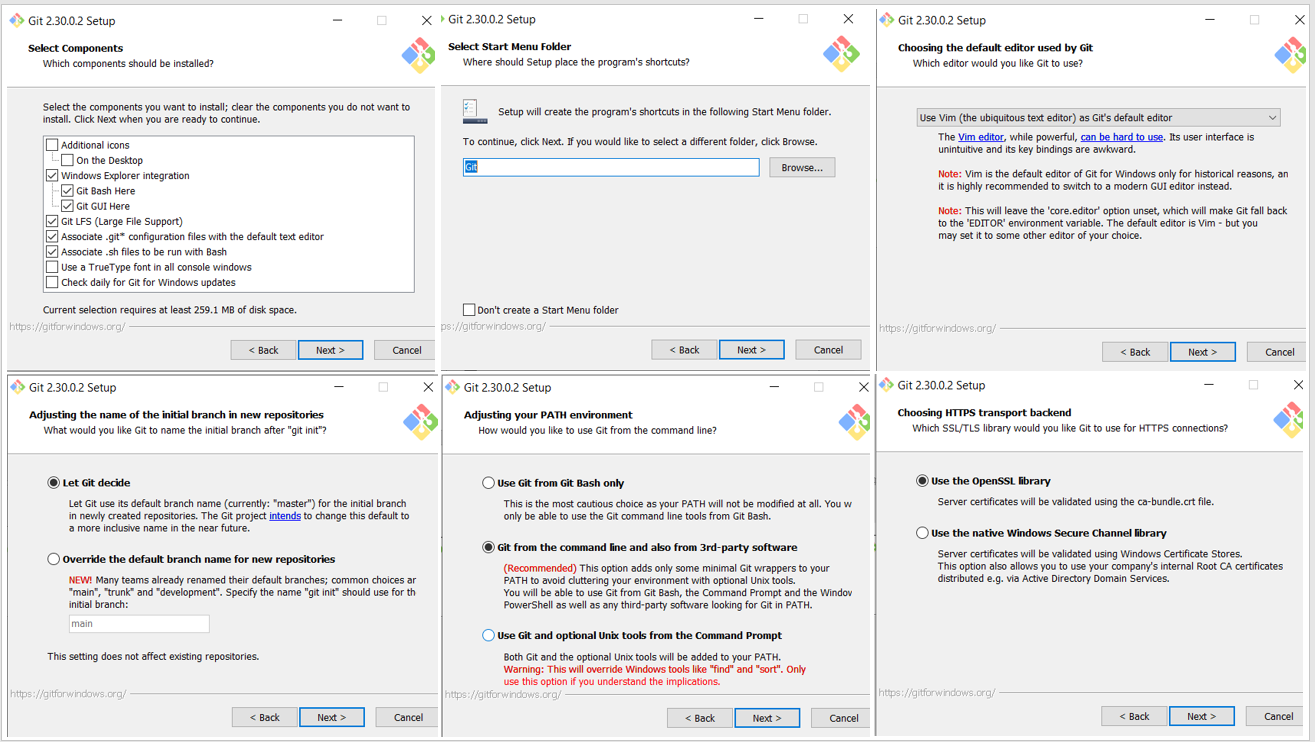 Git 2.30.0.2 Setup
Select Components
Which components should be installed?
Select the components you want to install; clear the components you do not want to
install. Click Next when you are ready to continue.
Additional icons
On the Desktop
Windows Explorer integration
Git Bash Here
Git GUI Here
Git LFS (Large File Support)
Associate .git* configuration files with the default text editor
Associate .sh files to be run with Bash
Use a TrueType font in all console windows
Check daily for Git for Windows updates
Current selection requires at least 259.1 MB of disk space.
https://gitforwindows.org/
< Back Next > Cancel
Git 2.30.0.2 Setup
Select Start Menu Folder
Where should Setup place the program's shortcuts?
Setup will create the program's shortcuts in the following Start Menu folder.
To continue, click Next. If you would like to select a different folder, click Browse.
Git
Browse...
Don't create a Start Menu folder
ps://gitforwindows.org/
< Back Next > Cancel
Git 2.30.0.2 Setup
Choosing the default editor used by Git
Which editor would you like Git to use?
Use Vim (the ubiquitous text editor) as Git's default editor
The Vim editor, while powerful, can be hard to use. Its user interface is
unintuitive and its key bindings are awkward.
Note: Vim is the default editor of Git for Windows only for historical reasons, an
it is highly recommended to switch to a modern GUI editor instead.
Note: This will leave the 'core.editor' option unset, which will make Git fall back
to the 'EDITOR' environment variable. The default editor is Vim - but you
may set it to some other editor of your choice.
https://gitforwindows.org/
< Back Next > Cancel
Git 2.30.0.2 Setup
Adjusting the name of the initial branch in new repositories
What would you like Git to name the initial branch after "git init"?
Let Git decide
Let Git use its default branch name (currently: "master") for the initial branch
in newly created repositories. The Git project intends to change this default to
a more inclusive name in the near future.
Override the default branch name for new repositories
NEW! Many teams already renamed their default branches; common choices ar
"main", "trunk" and "development". Specify the name "git init" should use for th
initial branch:
main
This setting does not affect existing repositories.
https://gitforwindows.org/
< Back Next > Cancel
Git 2.30.0.2 Setup
Adjusting your PATH environment
How would you like to use Git from the command line?
Use Git from Git Bash only
This is the most cautious choice as your PATH will not be modified at all. You w
only be able to use the Git command line tools from Git Bash.
Git from the command line and also from 3rd-party software
(Recommended) This option adds only some minimal Git wrappers to your
PATH to avoid cluttering your environment with optional Unix tools.
You will be able to use Git from Git Bash, the Command Prompt and the Window
PowerShell as well as any third-party software looking for Git in PATH.
Use Git and optional Unix tools from the Command Prompt
Both Git and the optional Unix tools will be added to your PATH.
Warning: This will override Windows tools like "find" and "sort". Only
use this option if you understand the implications.
https://gitforwindows.org/
< Back Next > Cancel
Git 2.30.0.2 Setup
Choosing HTTPS transport backend
Which SSL/TLS library would you like Git to use for HTTPS connections?
Use the OpenSSL library
Server certificates will be validated using the ca-bundle.crt file.
Use the native Windows Secure Channel library
Server certificates will be validated using Windows Certificate Stores.
This option also allows you to use your company's internal Root CA certificates
distributed e.g. via Active Directory Domain Services.
https://gitforwindows.org/
< Back Next > Cancel